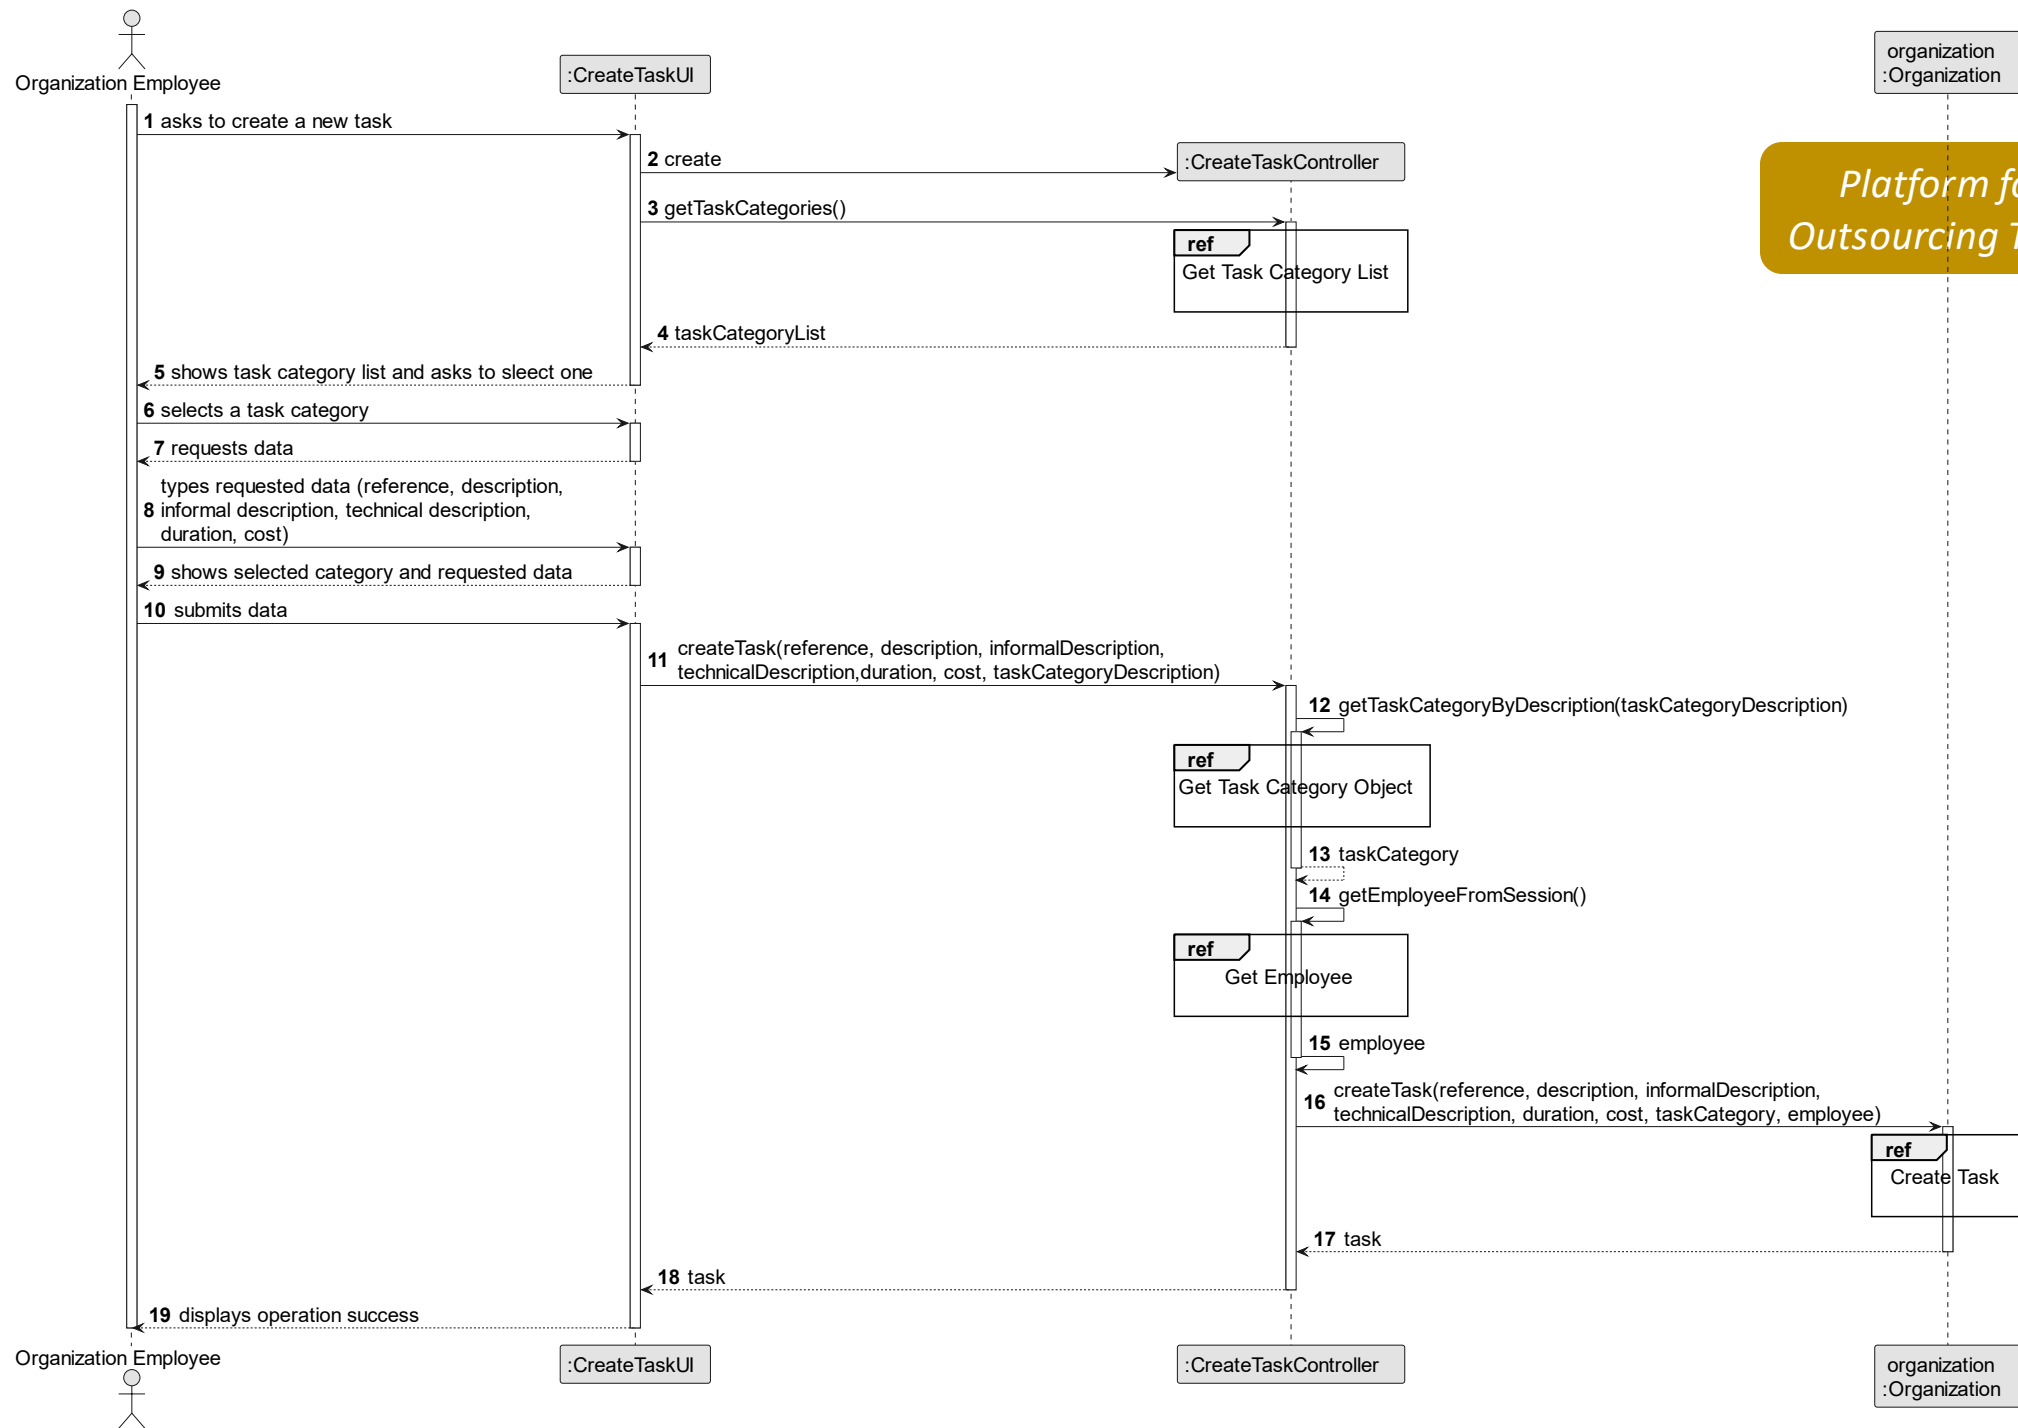 Organization Employee
:CreateTaskUI
organization
:Organization
1 asks to create a new task
2 create
:CreateTaskController
Platform fo
Outsourcing T
3 getTaskCategories()
ref
Get Task Category List
4 taskCategoryList
5 shows task category list and asks to sleect one
6 selects a task category
7 requests data
types requested data (reference, description,
8 informal description, technical description,
duration, cost)
9 shows selected category and requested data
10 submits data
createTask(reference, description, informalDescription,
11 technicalDescription,duration, cost, taskCategoryDescription)
12 getTaskCategoryByDescription(taskCategoryDescription)
ref
Get Task Category Object
13 taskCategory
14 getEmployeeFromSession()
ref
Get Employee
15 employee
createTask(reference, description, informalDescription,
16 technicalDescription, duration, cost, taskCategory, employee)
ref
Create Task
17 task
18 task
19 displays operation success
Organization Employee
:CreateTaskUI
:CreateTaskController
organization
:Organization